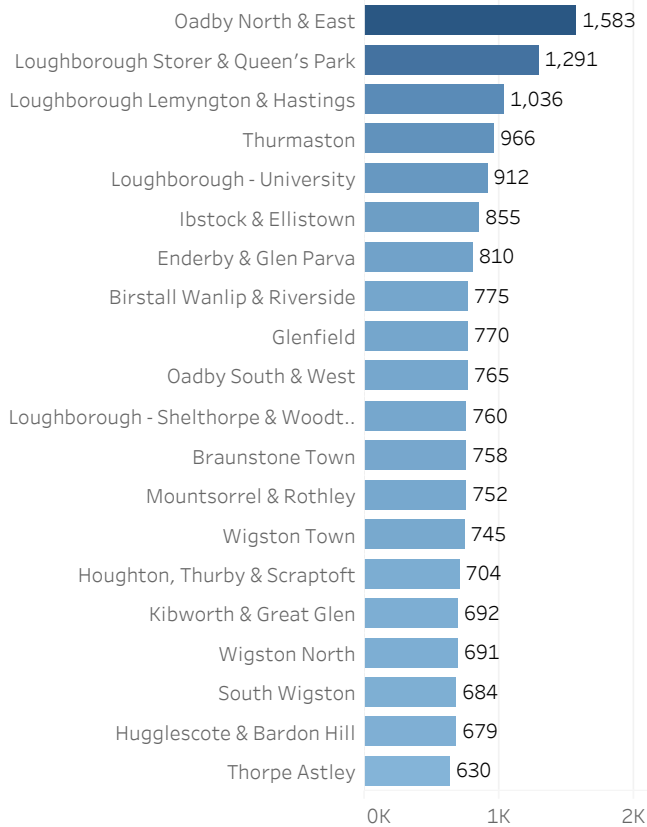 Oadby North & East 1,583
Loughborough Storer & Queen's Park 1,291
Loughborough Lemyngton & Hastings 1,036
Thurmaston 966
Loughborough - University 912
Ibstock & Ellistown 855
Enderby & Glen Parva 810
Birstall Wanlip & Riverside 775
Glenfield 770
Oadby South & West 765
Loughborough - Shelthorpe & Woodt.. 760
Braunstone Town 758
Mountsorrel & Rothley 752
Wigston Town 745
Houghton, Thurby & Scraptoft 704
Kibworth & Great Glen 692
Wigston North 691
South Wigston 684
Hugglescote & Bardon Hill 679
Thorpe Astley 630
0K 1K 2K